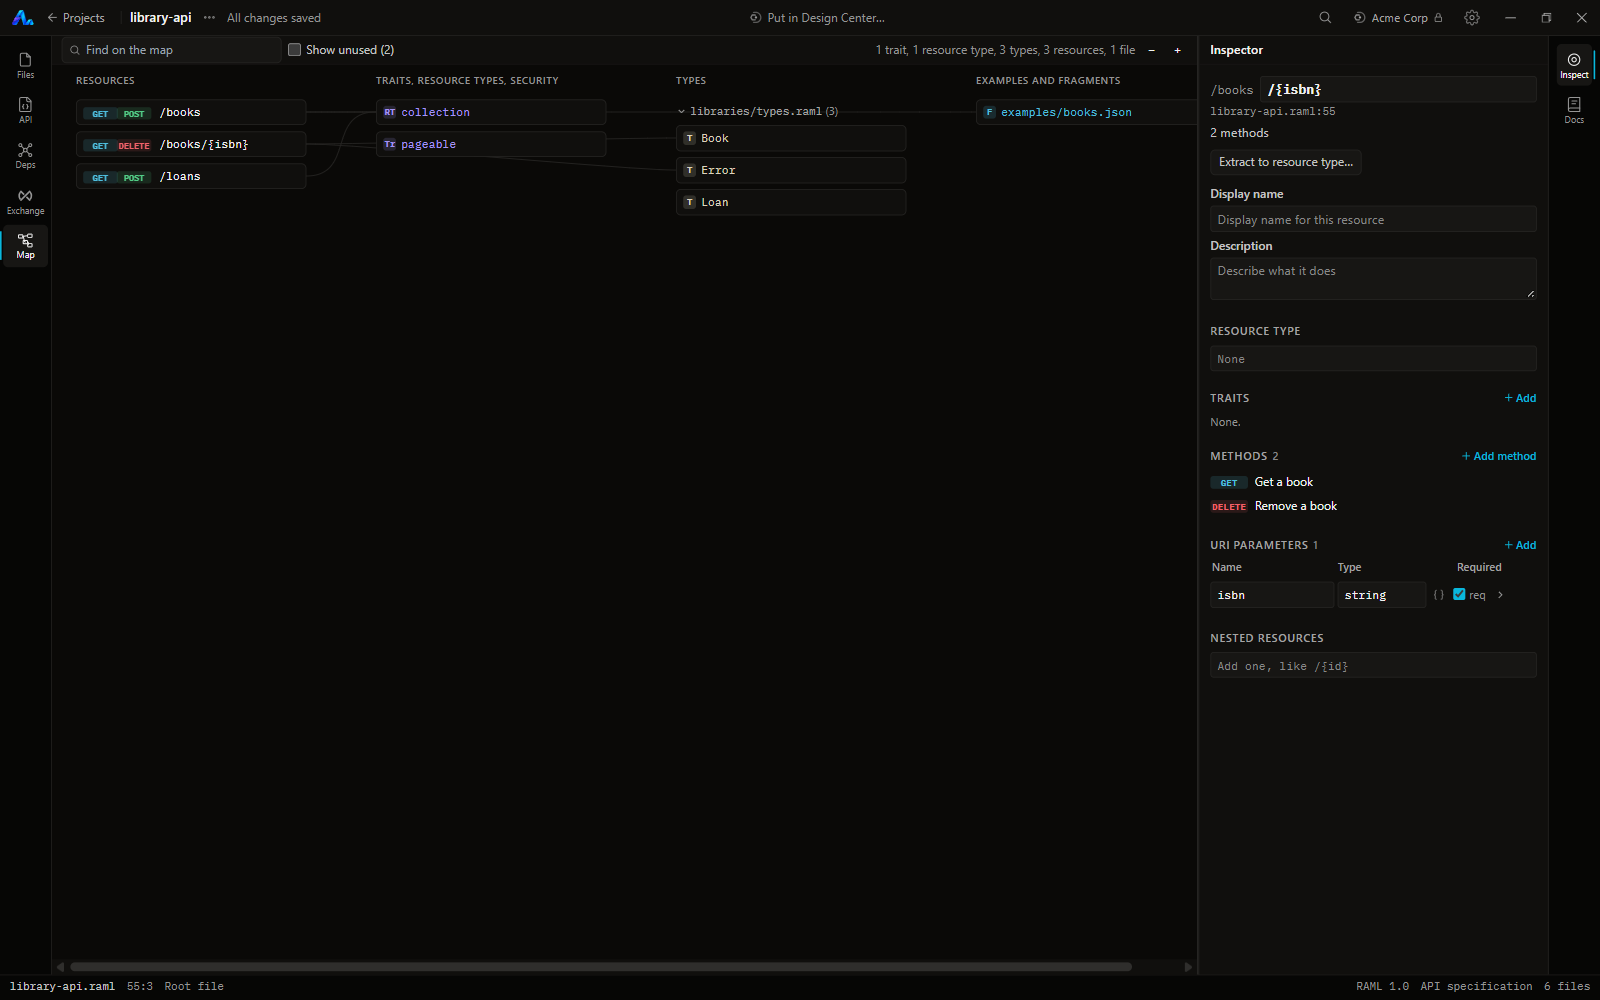 Projects
library-api
All changes saved
Put in Design Center...
Acme Corp
Files
API
Deps
Exchange
Map
Find on the map
Show unused (2)
1 trait, 1 resource type, 3 types, 3 resources, 1 file
−
+
RESOURCES
GET POST /books
GET DELETE /books/{isbn}
GET POST /loans
TRAITS, RESOURCE TYPES, SECURITY
RT collection
Tr pageable
TYPES
libraries/types.raml (3)
T Book
T Error
T Loan
EXAMPLES AND FRAGMENTS
F examples/books.json
Inspector
/books /{isbn}
library-api.raml:55
2 methods
Extract to resource type...
Display name
Display name for this resource
Description
Describe what it does
RESOURCE TYPE
None
TRAITS + Add
None.
METHODS 2 + Add method
GET Get a book
DELETE Remove a book
URI PARAMETERS 1 + Add
Name Type Required
isbn string {} req
NESTED RESOURCES
Add one, like /{id}
Inspect
Docs
library-api.raml 55:3 Root file
RAML 1.0 API specification 6 files